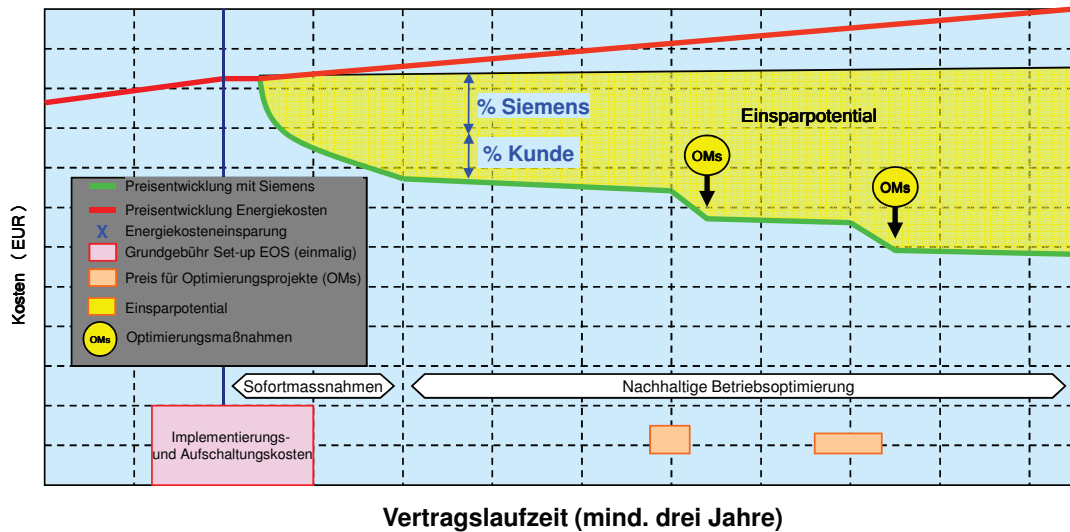 % Siemens
% Kunde
Einsparpotential
OMs
OMs
Kosten (EUR)
Preisentwicklung mit Siemens
Preisentwicklung Energiekosten
X Energiekosteneinsparung
Grundgebühr Set-up EOS (einmalig)
Preis für Optimierungsprojekte (OMs)
Einsparpotential
OMs Optimierungsmaßnahmen
Sofortmassnahmen
Nachhaltige Betriebsoptimierung
Implementierungs-
und Aufschaltungskosten
Vertragslaufzeit (mind. drei Jahre)